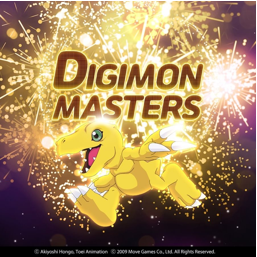 DIGIMON
MASTERS
ⓒ Akiyoshi Hongo, Toei Animation ⓒ 2009 Move Games Co., Ltd. All Rights Reserved.